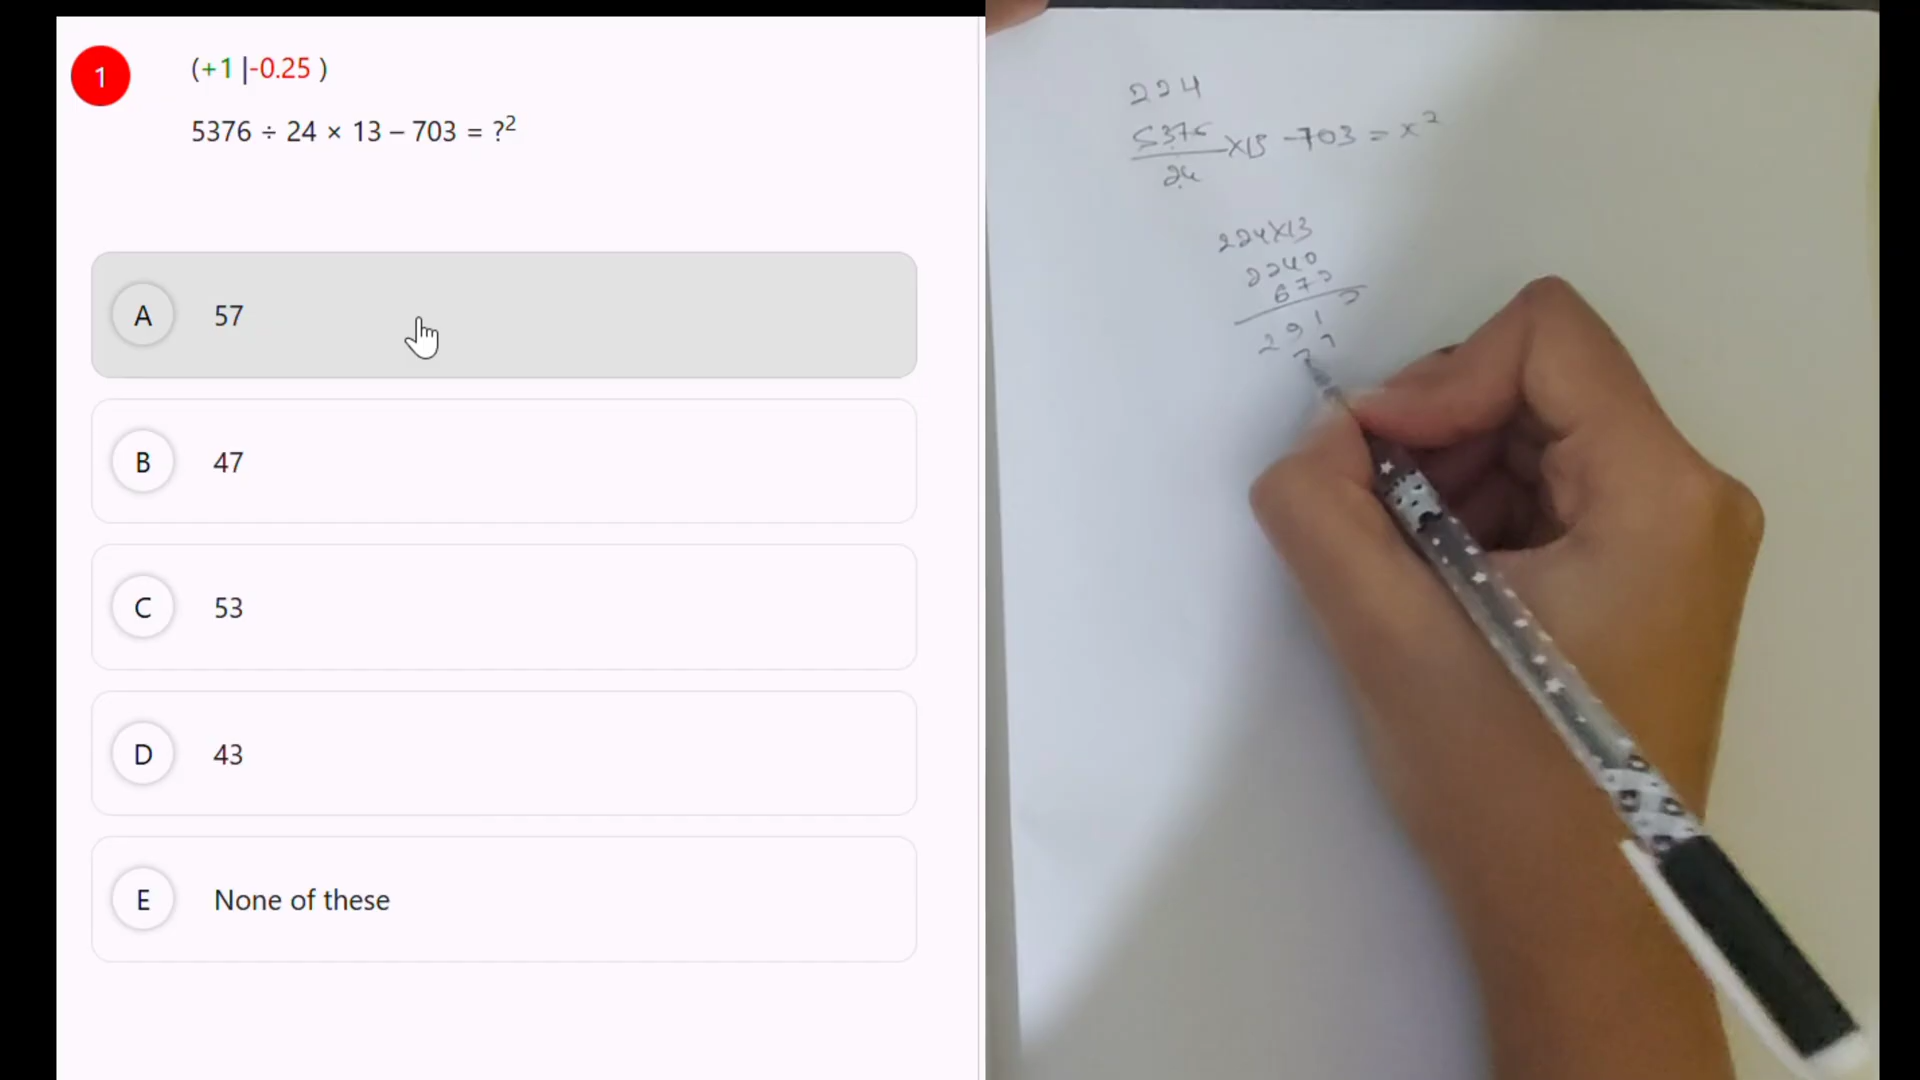 1
(+1 |-0.25 )
5376 ÷ 24 × 13 – 703 = ?²
A 57
B 47
C 53
D 43
E None of these
224
5376
×13 -703 = x²
24
224×13
2240
672
2912